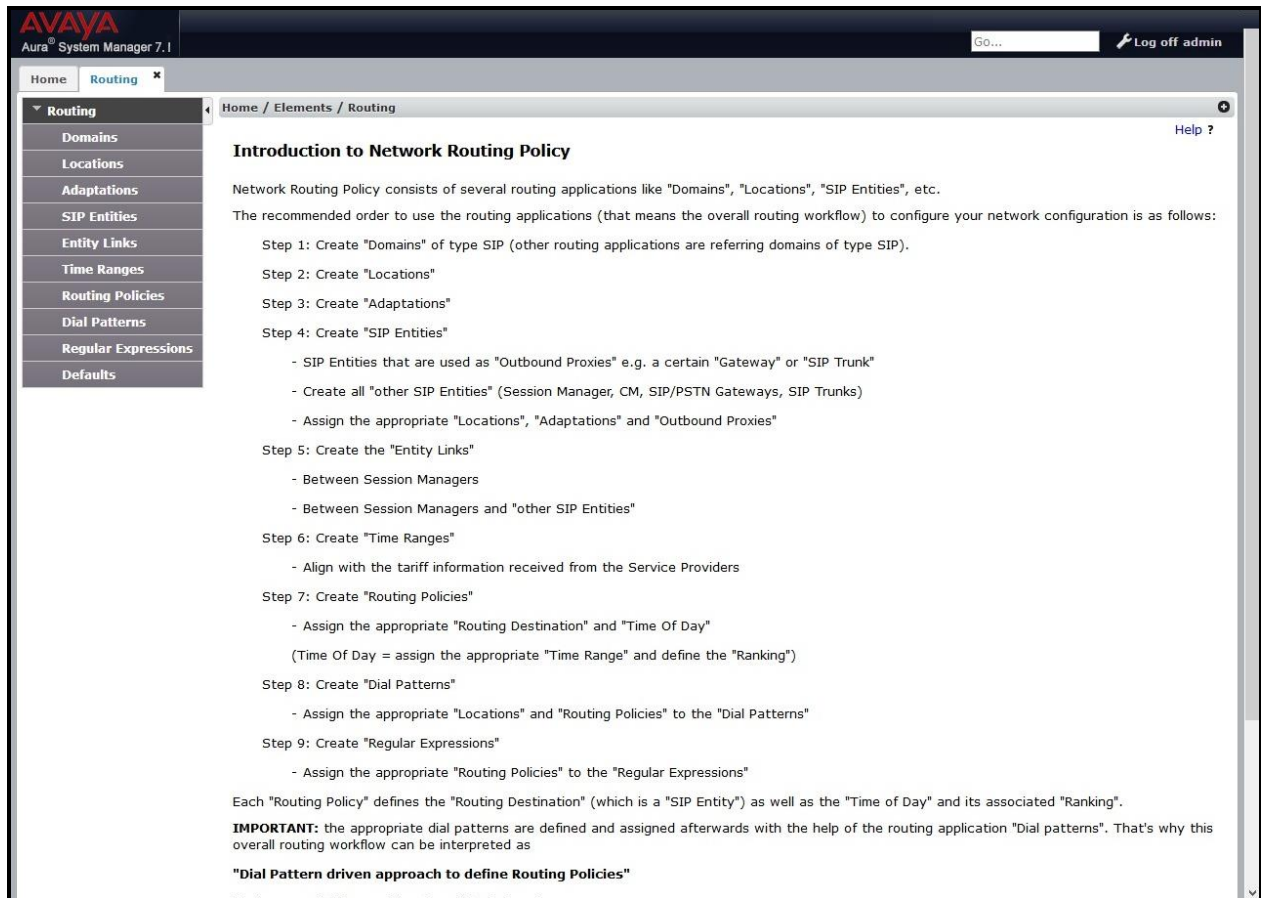 AVAYA
Aura® System Manager 7.1
Go...
Log off admin
Home
Routing ×
Routing
Domains
Locations
Adaptations
SIP Entities
Entity Links
Time Ranges
Routing Policies
Dial Patterns
Regular Expressions
Defaults
Home / Elements / Routing
Help ?
Introduction to Network Routing Policy
Network Routing Policy consists of several routing applications like "Domains", "Locations", "SIP Entities", etc.
The recommended order to use the routing applications (that means the overall routing workflow) to configure your network configuration is as follows:
Step 1: Create "Domains" of type SIP (other routing applications are referring domains of type SIP).
Step 2: Create "Locations"
Step 3: Create "Adaptations"
Step 4: Create "SIP Entities"
- SIP Entities that are used as "Outbound Proxies" e.g. a certain "Gateway" or "SIP Trunk"
- Create all "other SIP Entities" (Session Manager, CM, SIP/PSTN Gateways, SIP Trunks)
- Assign the appropriate "Locations", "Adaptations" and "Outbound Proxies"
Step 5: Create the "Entity Links"
- Between Session Managers
- Between Session Managers and "other SIP Entities"
Step 6: Create "Time Ranges"
- Align with the tariff information received from the Service Providers
Step 7: Create "Routing Policies"
- Assign the appropriate "Routing Destination" and "Time Of Day"
(Time Of Day = assign the appropriate "Time Range" and define the "Ranking")
Step 8: Create "Dial Patterns"
- Assign the appropriate "Locations" and "Routing Policies" to the "Dial Patterns"
Step 9: Create "Regular Expressions"
- Assign the appropriate "Routing Policies" to the "Regular Expressions"
Each "Routing Policy" defines the "Routing Destination" (which is a "SIP Entity") as well as the "Time of Day" and its associated "Ranking".
IMPORTANT: the appropriate dial patterns are defined and assigned afterwards with the help of the routing application "Dial patterns". That's why this
overall routing workflow can be interpreted as
"Dial Pattern driven approach to define Routing Policies"